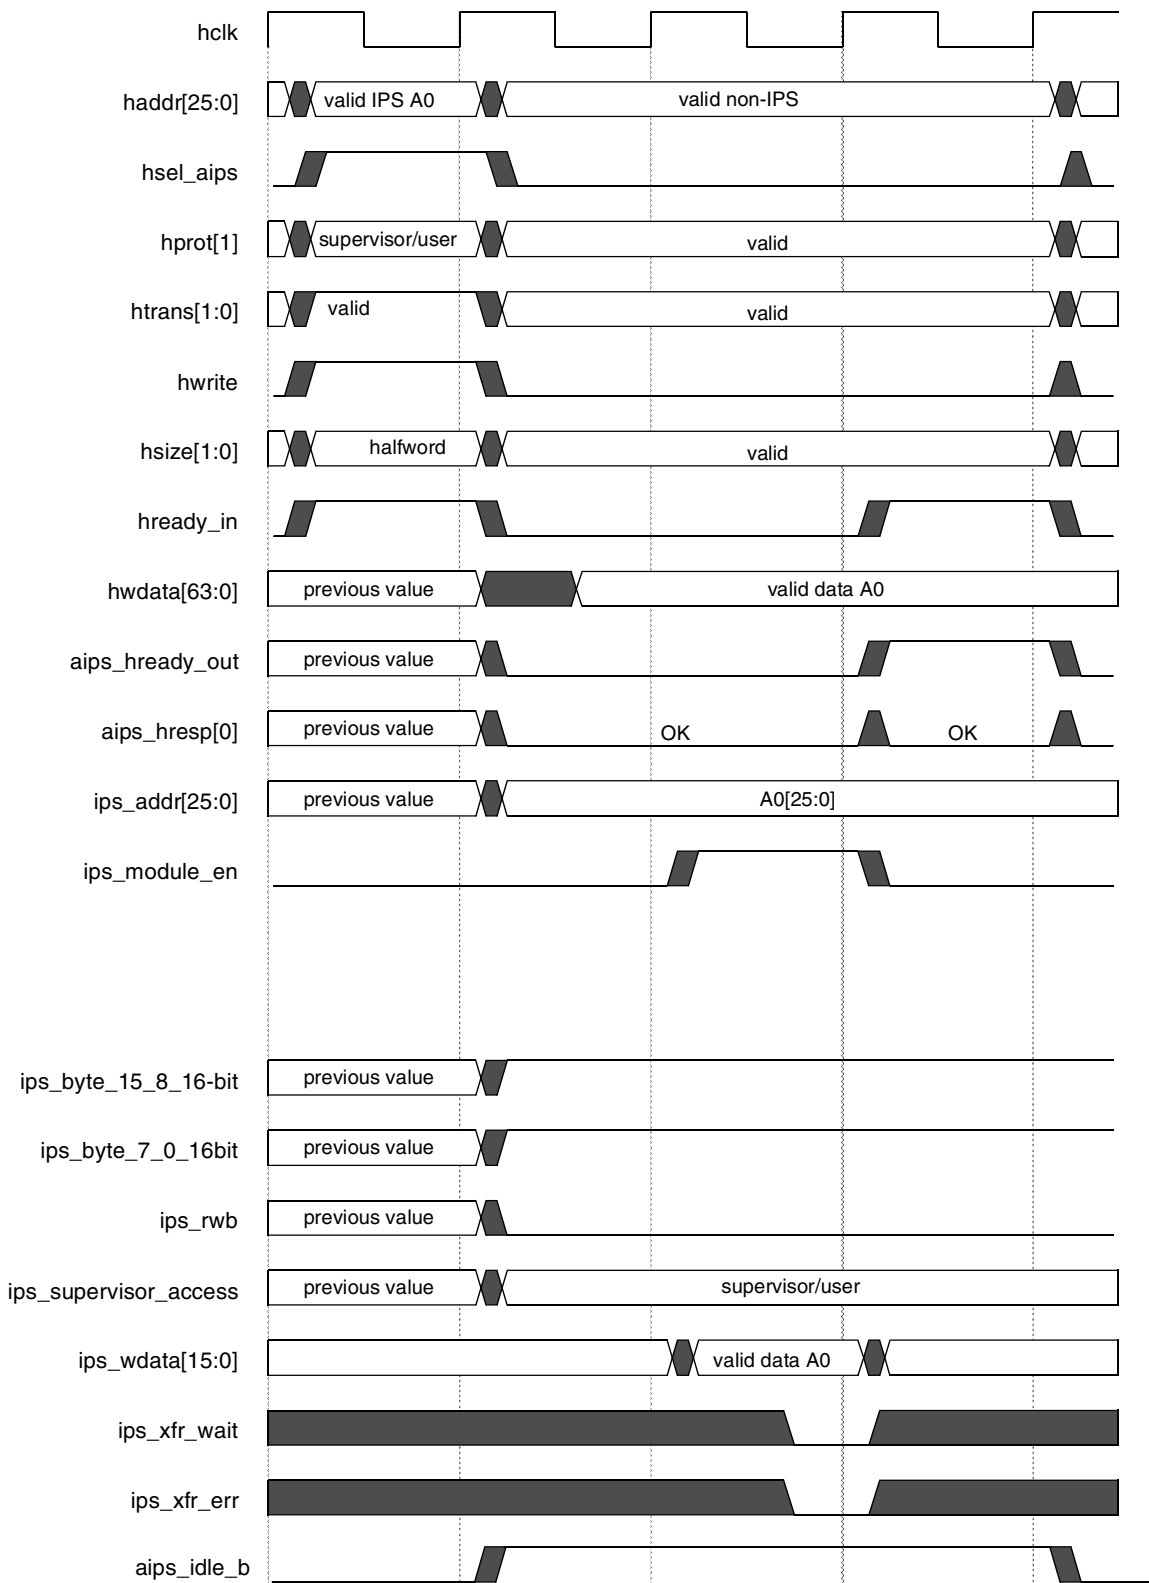 hclk
haddr[25:0] valid IPS A0 valid non-IPS
hsel_aips
hprot[1] supervisor/user valid
htrans[1:0] valid valid
hwrite
hsize[1:0] halfword valid
hready_in
hwdata[63:0] previous value valid data A0
aips_hready_out previous value
aips_hresp[0] previous value OK OK
ips_addr[25:0] previous value A0[25:0]
ips_module_en
ips_byte_15_8_16-bit previous value
ips_byte_7_0_16bit previous value
ips_rwb previous value
ips_supervisor_access previous value supervisor/user
ips_wdata[15:0] valid data A0
ips_xfr_wait
ips_xfr_err
aips_idle_b